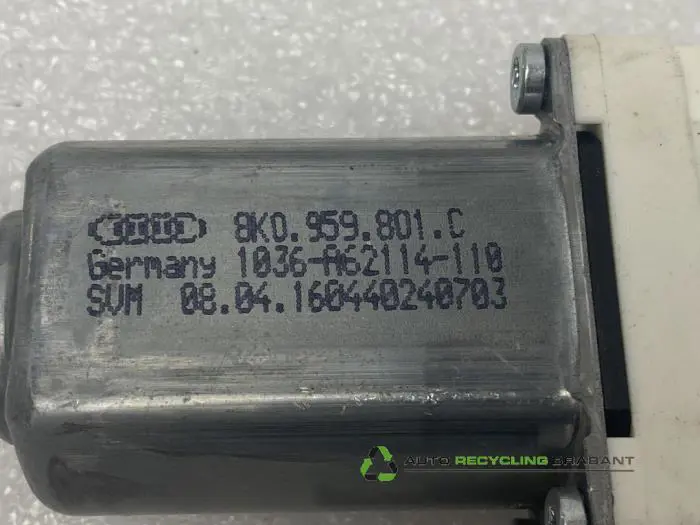 8K0.959.801.C
Germany 1036-A62114-110
SVM 08.04.160440240703
AUTO RECYCLING BRABANT